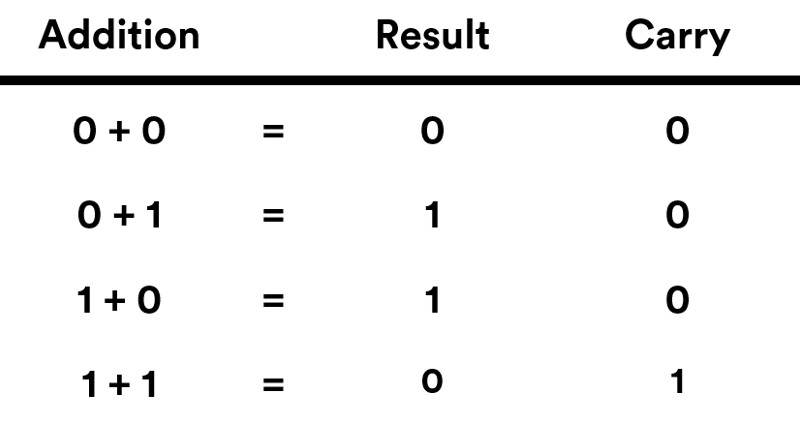 Addition Result Carry
0 + 0 = 0 0
0 + 1 = 1 0
1 + 0 = 1 0
1 + 1 = 0 1